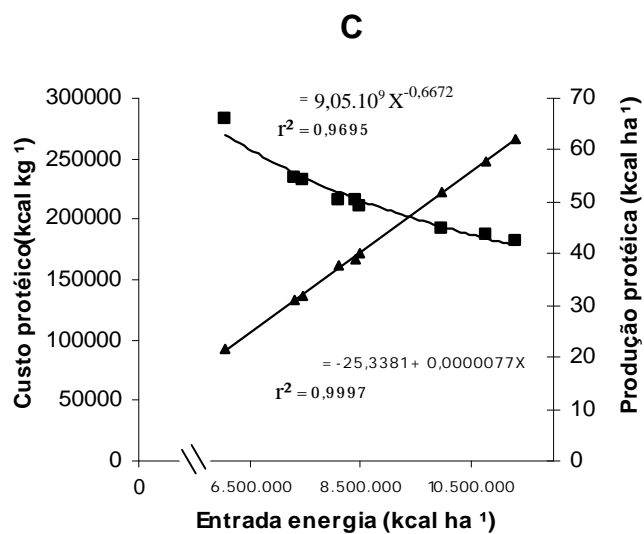 C
= 9,05.10⁹ X⁻⁰,⁶⁶⁷²
r² = 0,9695
300000
250000
200000
150000
100000
50000
0
Custo protéico(kcal kg ¹)
70
60
50
40
30
20
10
0
Produção protéica (kcal ha ¹)
= -25,3381+ 0,0000077X
r² = 0,9997
0
6.500.000
8.500.000
10.500.000
Entrada energia (kcal ha ¹)